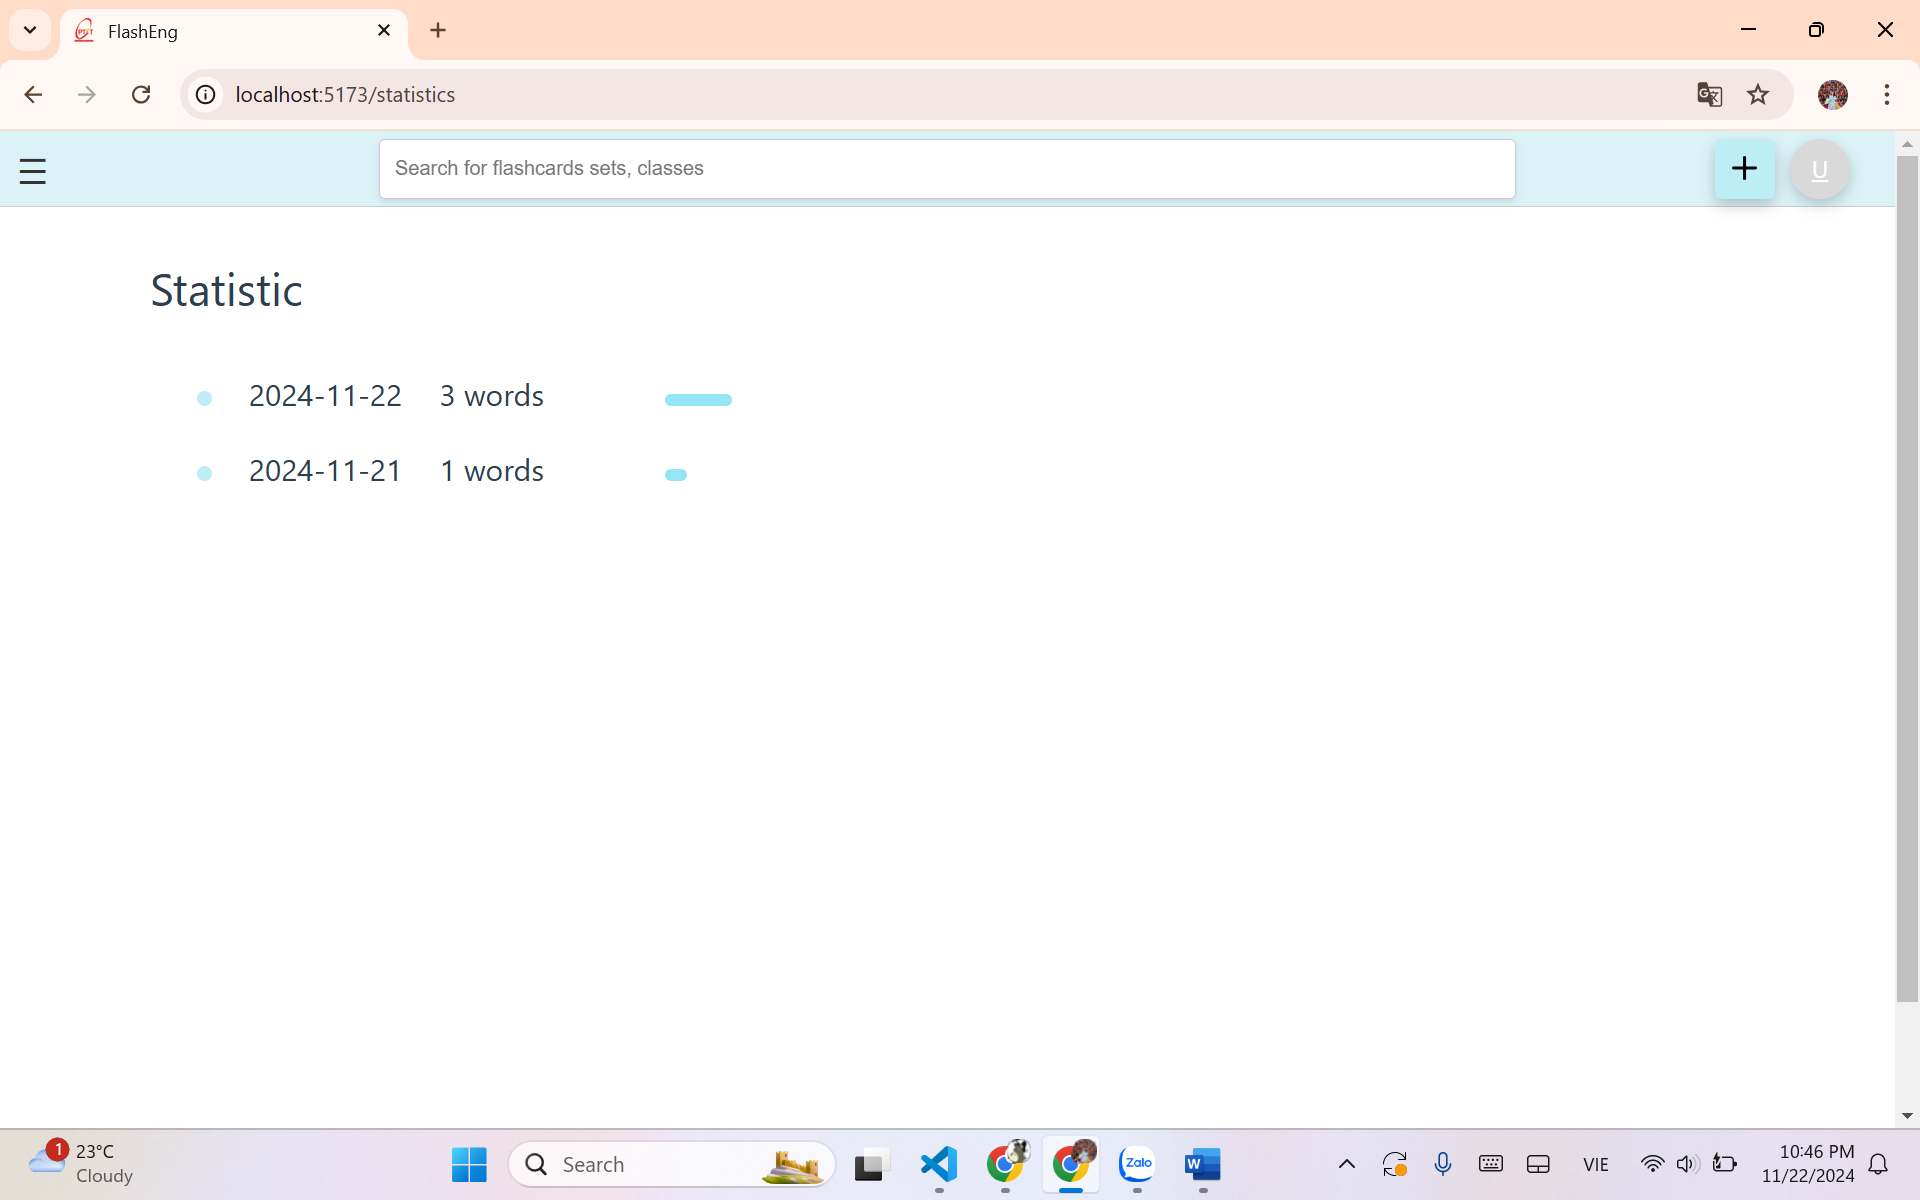 FlashEng
localhost:5173/statistics
Search for flashcards sets, classes
U
Statistic
2024-11-22 3 words
2024-11-21 1 words
1
23°C
Cloudy
Search
Zalo
W
VIE
10:46 PM
11/22/2024